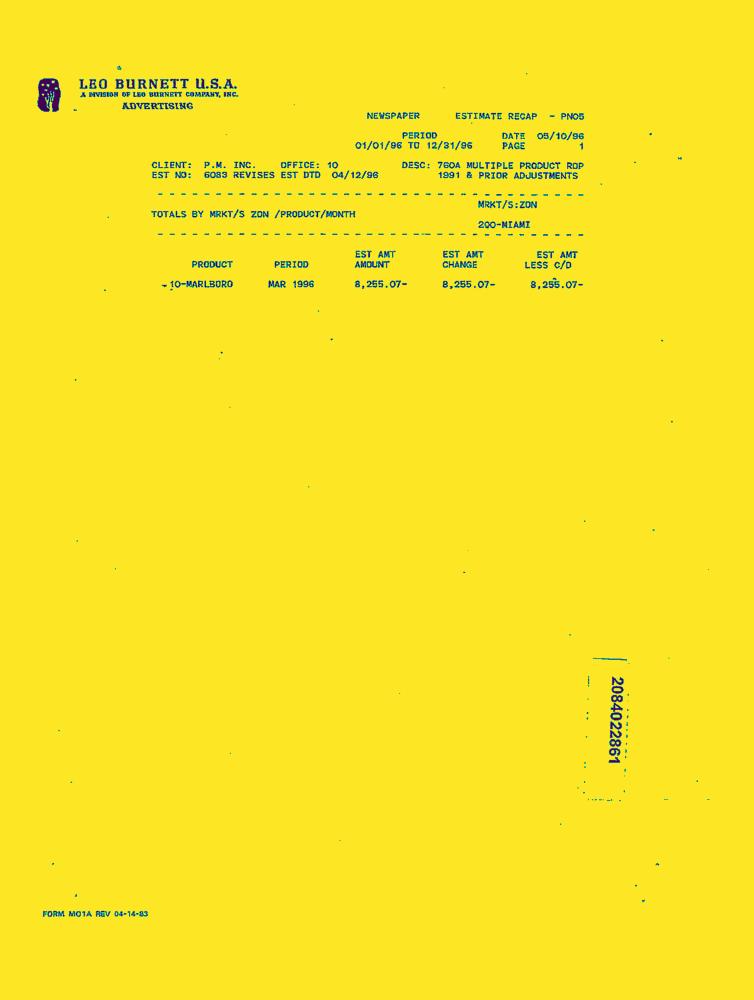 LEO BURNETT U.S.A.
A DIVISION OF LEO BURNETT COMPANY, INC.
ADVERTISING
NEWSPAPER ESTIMATE RECAP - PNO5
PERIOD DATE 05/10/96
01/01/96 TO 12/31/96 PAGE 1
CLIENT: P.M. INC. OFFICE: 10 DESC: 760A MULTIPLE PRODUCT ROP
EST NO: 6083 REVISES EST DTD 04/12/96 1991 & PRIOR ADJUSTMENTS
MRKT/S:ZON
TOTALS BY MRKT/S ZON /PRODUCT/MONTH
200-MIAMI
EST AMT EST AMT EST AMT
PRODUCT PERIOD AMOUNT CHANGE LESS C/D
10-MARLBORO MAR 1996 8,255.07- 8,255.07- 8,255.07-
2084022861
FORM MO1A REV 04-14-83